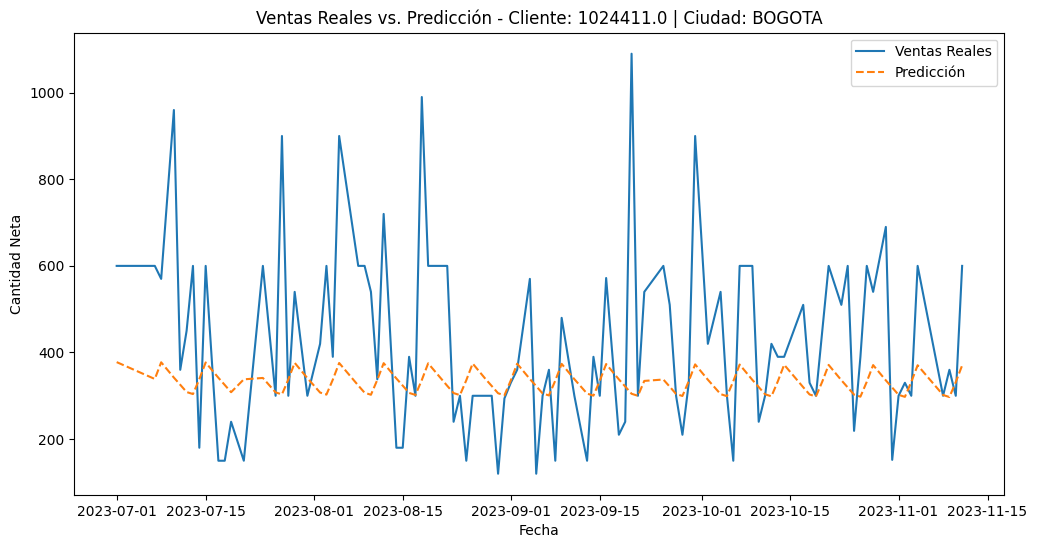 Ventas Reales vs. Predicción - Cliente: 1024411.0 | Ciudad: BOGOTA
Ventas Reales
Predicción
Cantidad Neta
1000
800
600
400
200
2023-07-01 2023-07-15 2023-08-01 2023-08-15 2023-09-01 2023-09-15 2023-10-01 2023-10-15 2023-11-01 2023-11-15
Fecha